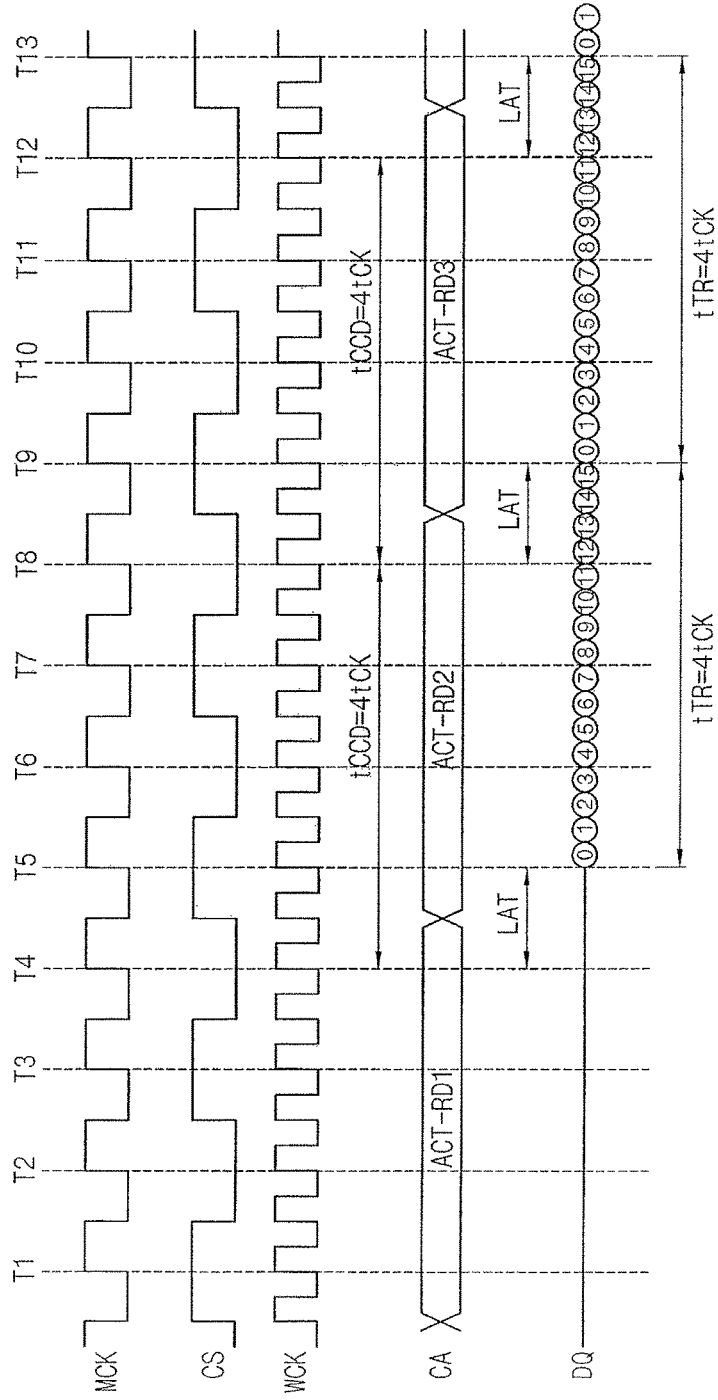 T1 T2 T3 T4 T5 T6 T7 T8 T9 T10 T11 T12 T13
MCK
CS
WCK
tCCD=4tCK tCCD=4tCK
CA ACT-RD1 ACT-RD2 ACT-RD3
LAT LAT LAT
DQ 0 1 2 3 4 5 6 7 8 9 10 11 12 13 14 15 0 1 2 3 4 5 6 7 8 9 10 11 12 13 14 15 0 1
tTR=4tCK tTR=4tCK